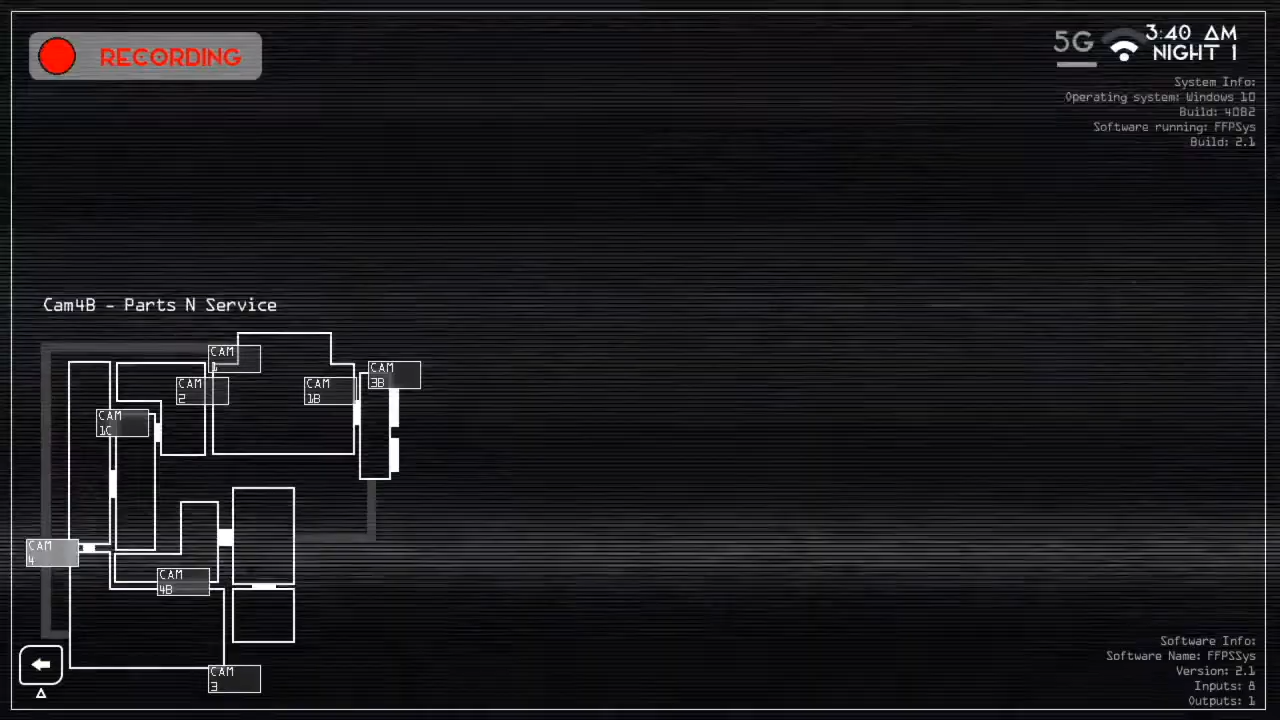 RECORDING
5G
3:40 AM
NIGHT 1
System Info:
Operating system: Windows 10
Build: 4082
Software running: FFPSys
Build: 2.1
Cam4B - Parts N Service
CAM
1
CAM
2
CAM
1B
CAM
3B
CAM
1C
CAM
4
CAM
4B
CAM
3
Software Info:
Software Name: FFPSSys
Version: 2.1
Inputs: 8
Outputs: 1